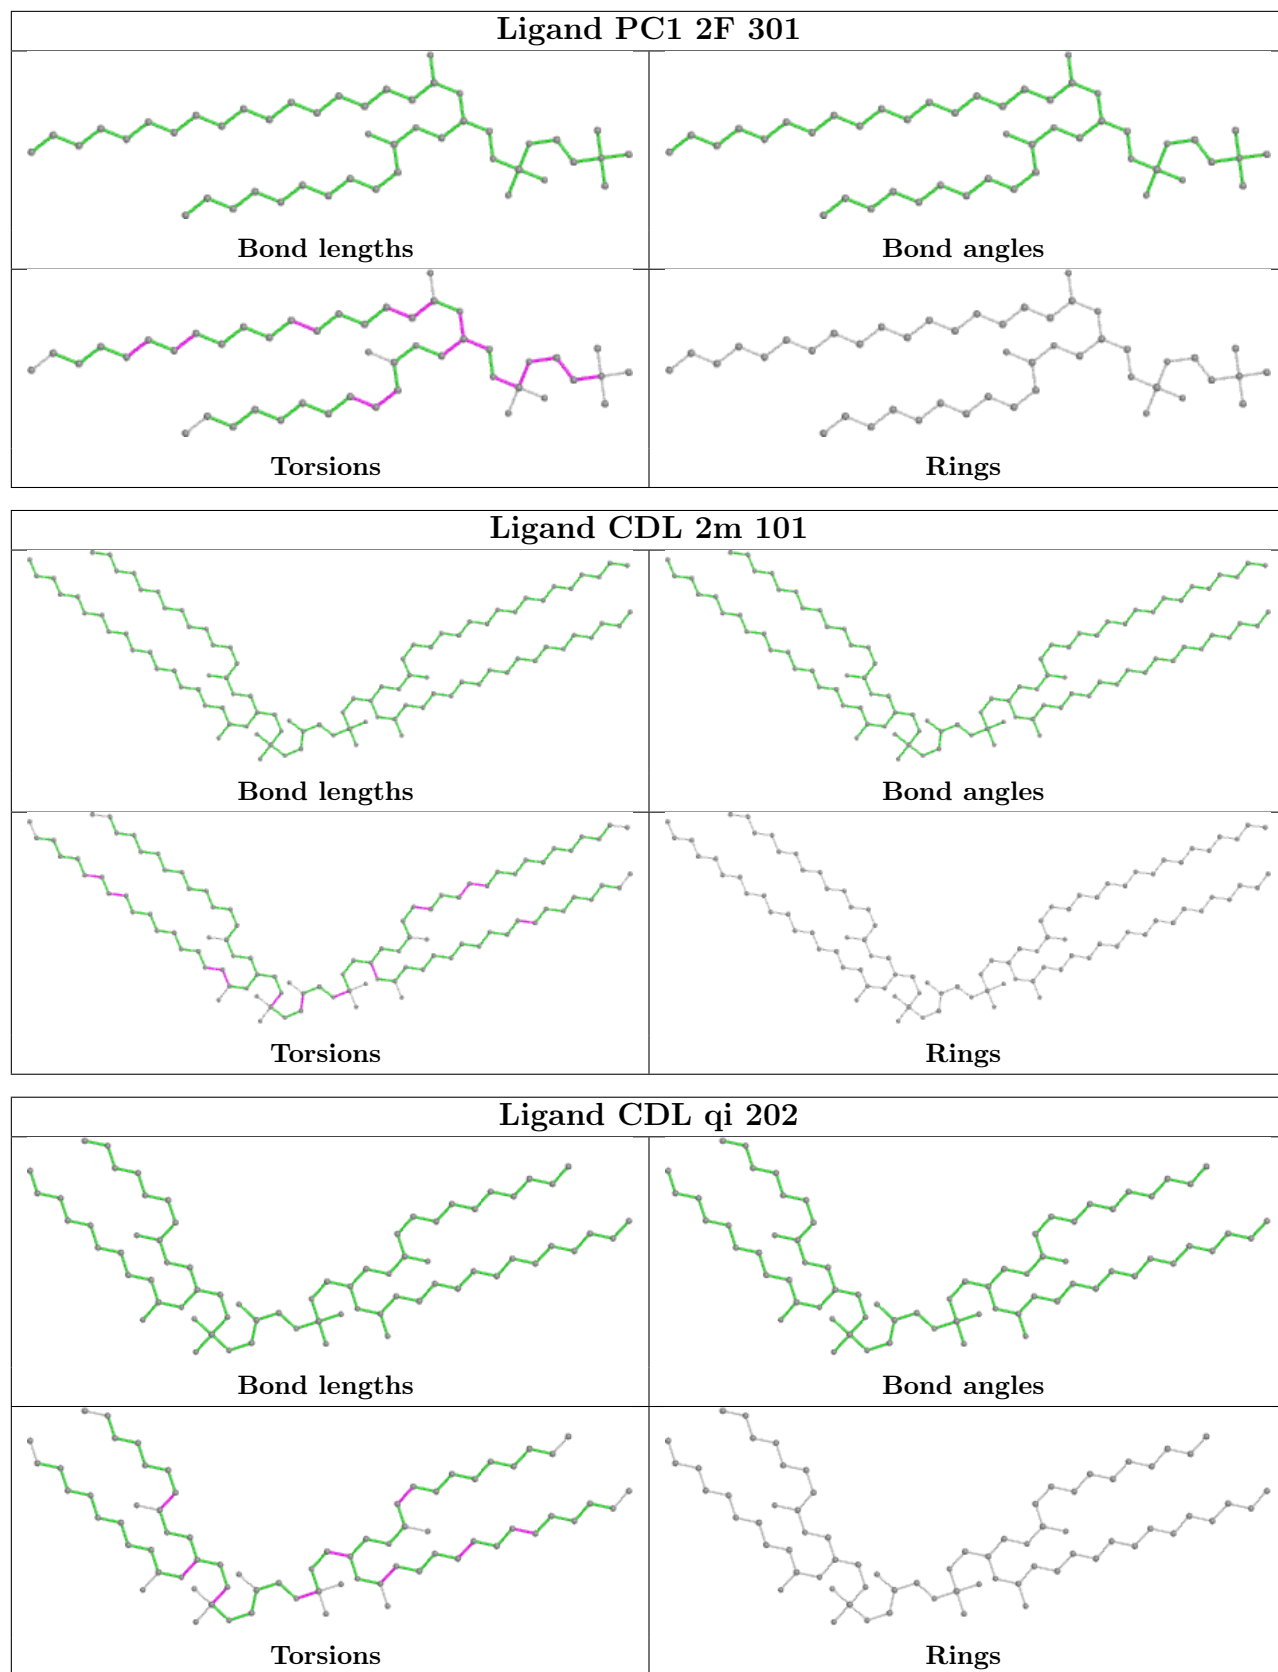 Ligand PC1 2F 301
Bond lengths
Bond angles
Torsions
Rings
Ligand CDL 2m 101
Bond lengths
Bond angles
Torsions
Rings
Ligand CDL qi 202
Bond lengths
Bond angles
Torsions
Rings